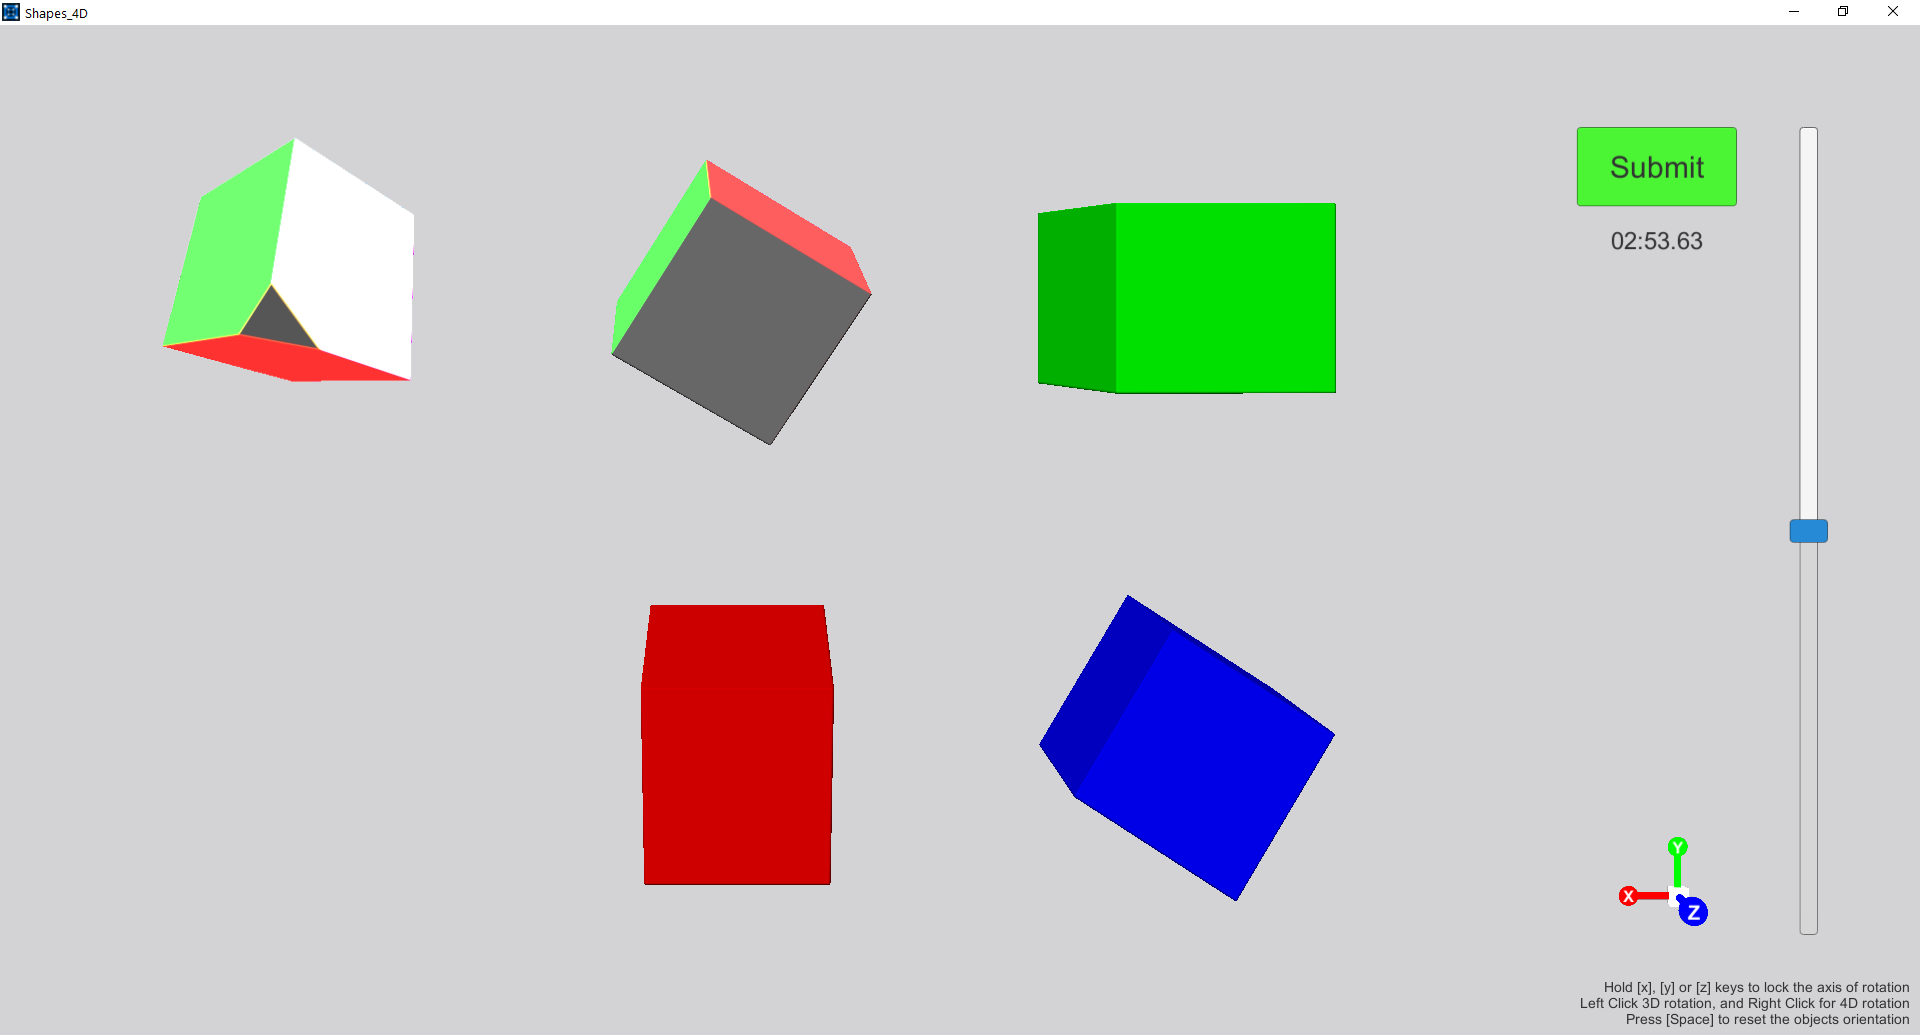 Shapes_4D
Submit
02:53.63
Y
X
Z
Hold [x], [y] or [z] keys to lock the axis of rotation
Left Click 3D rotation, and Right Click for 4D rotation
Press [Space] to reset the objects orientation